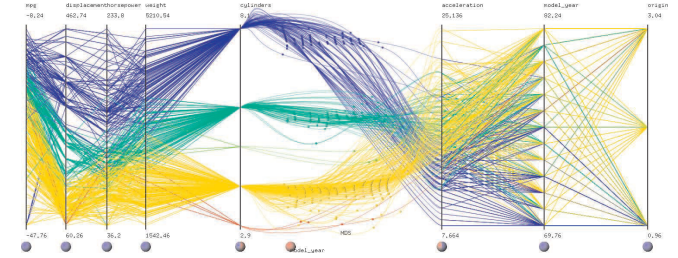 mpg displacement horsepower weight cylinders acceleration model_year origin
-8,24 462,74 233,8 5210,54 8,1 25,136 82,24 3,04
-47,76 60,26 36,2 1542,46 2,9 MDS 7,664 69,76 0,96
model_year